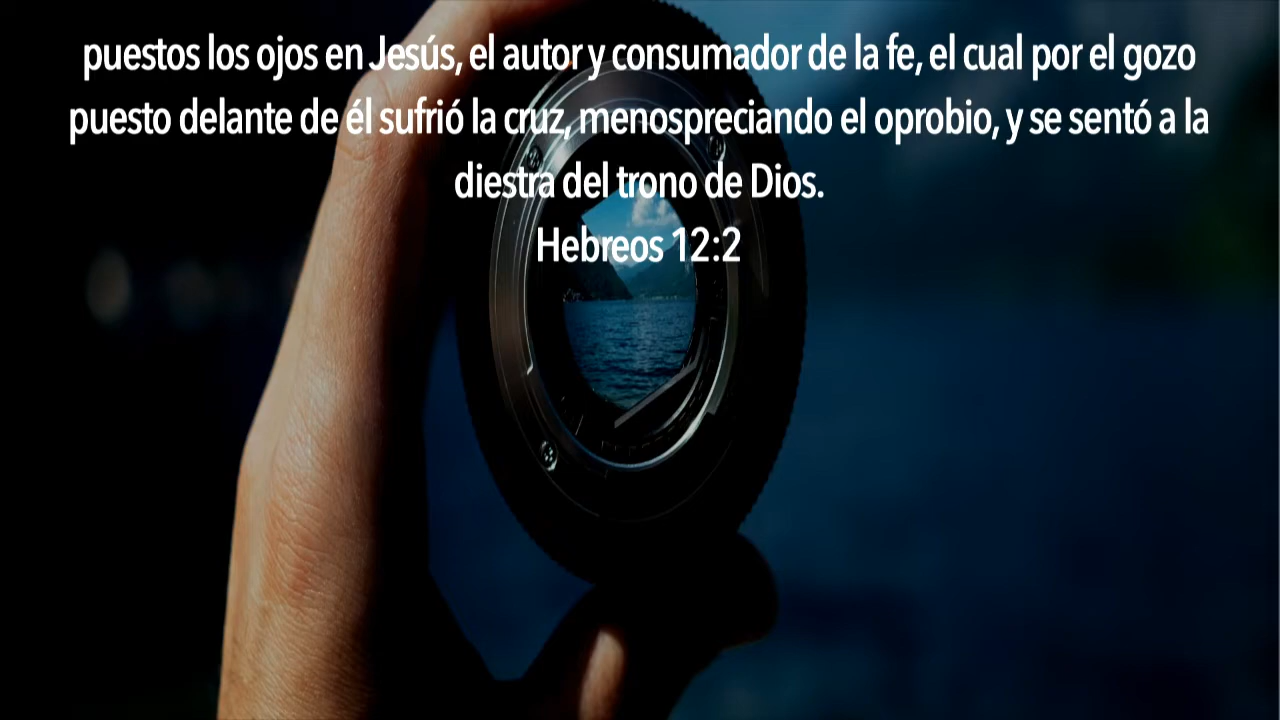 puestos los ojos en Jesús, el autor y consumador de la fe, el cual por el gozo
puesto delante de él sufrió la cruz, menospreciando el oprobio, y se sentó a la
diestra del trono de Dios.
Hebreos 12:2